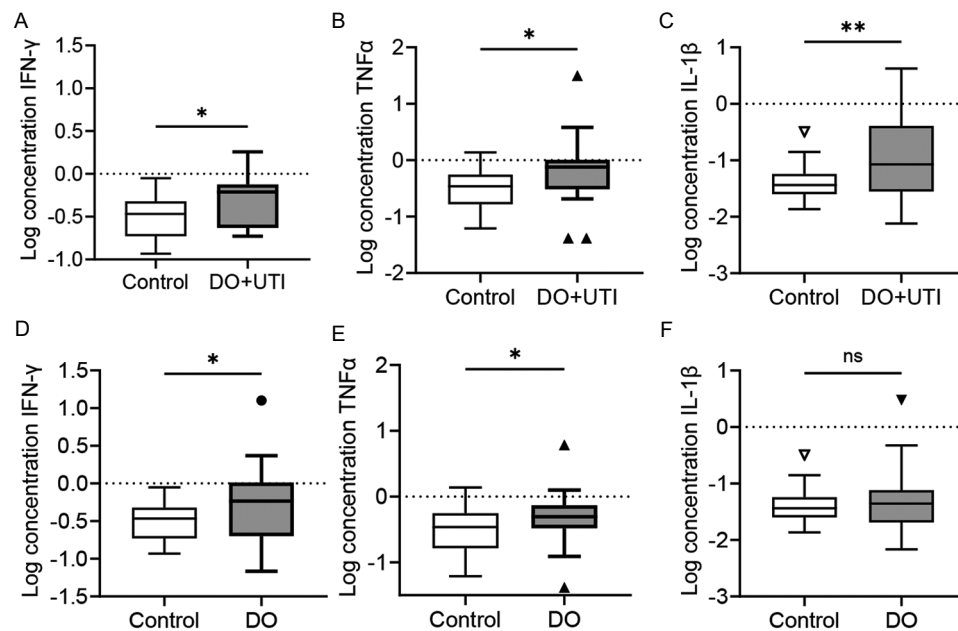 A
Log concentration IFN-γ
1.5
1.0
0.5
0.0
-0.5
-1.0
*
Control
DO+UTI
B
Log concentration TNFα
2
1
0
-1
-2
*
Control
DO+UTI
C
Log concentration IL-1β
1
0
-1
-2
-3
**
Control
DO+UTI
D
Log concentration IFN-γ
1.5
1.0
0.5
0.0
-0.5
-1.0
-1.5
*
Control
DO
E
Log concentration TNFα
2
1
0
-1
*
Control
DO
F
Log concentration IL-1β
1
0
-1
-2
-3
ns
Control
DO